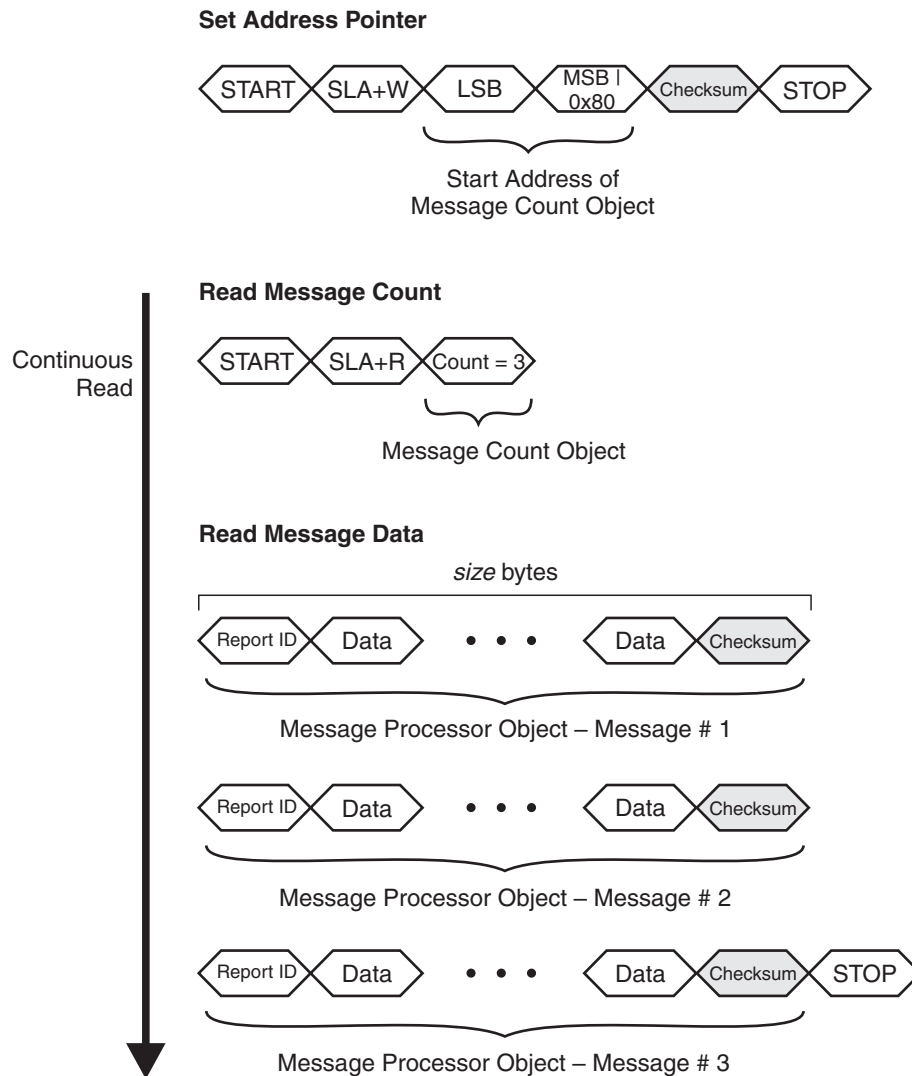 Set Address Pointer
START SLA+W LSB MSB | 0x80 Checksum STOP
Start Address of
Message Count Object
Read Message Count
Continuous
Read
START SLA+R Count = 3
Message Count Object
Read Message Data
size bytes
Report ID Data • • • Data Checksum
Message Processor Object – Message # 1
Report ID Data • • • Data Checksum
Message Processor Object – Message # 2
Report ID Data • • • Data Checksum STOP
Message Processor Object – Message # 3